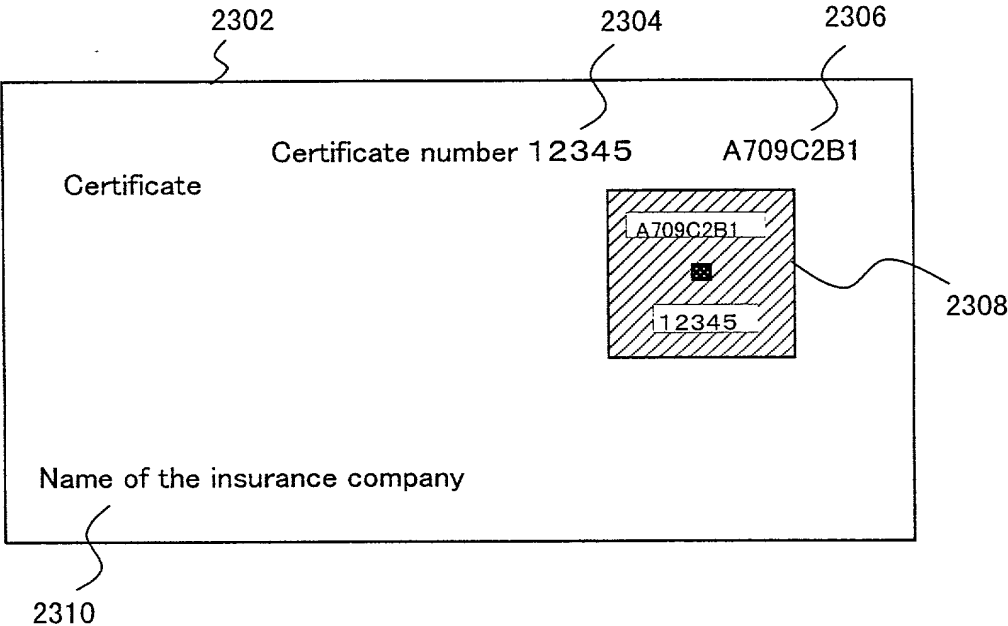 2302
2304
2306
Certificate number 12345
A709C2B1
Certificate
A709C2B1
2308
12345
Name of the insurance company
2310